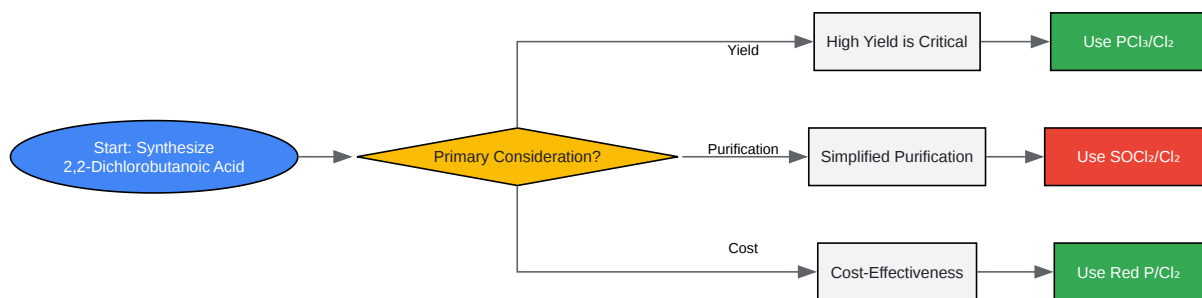 Yield
High Yield is Critical
Use PCl₃/Cl₂
Start: Synthesize
2,2-Dichlorobutanoic Acid
Primary Consideration?
Purification
Simplified Purification
Use SOCl₂/Cl₂
Cost
Cost-Effectiveness
Use Red P/Cl₂